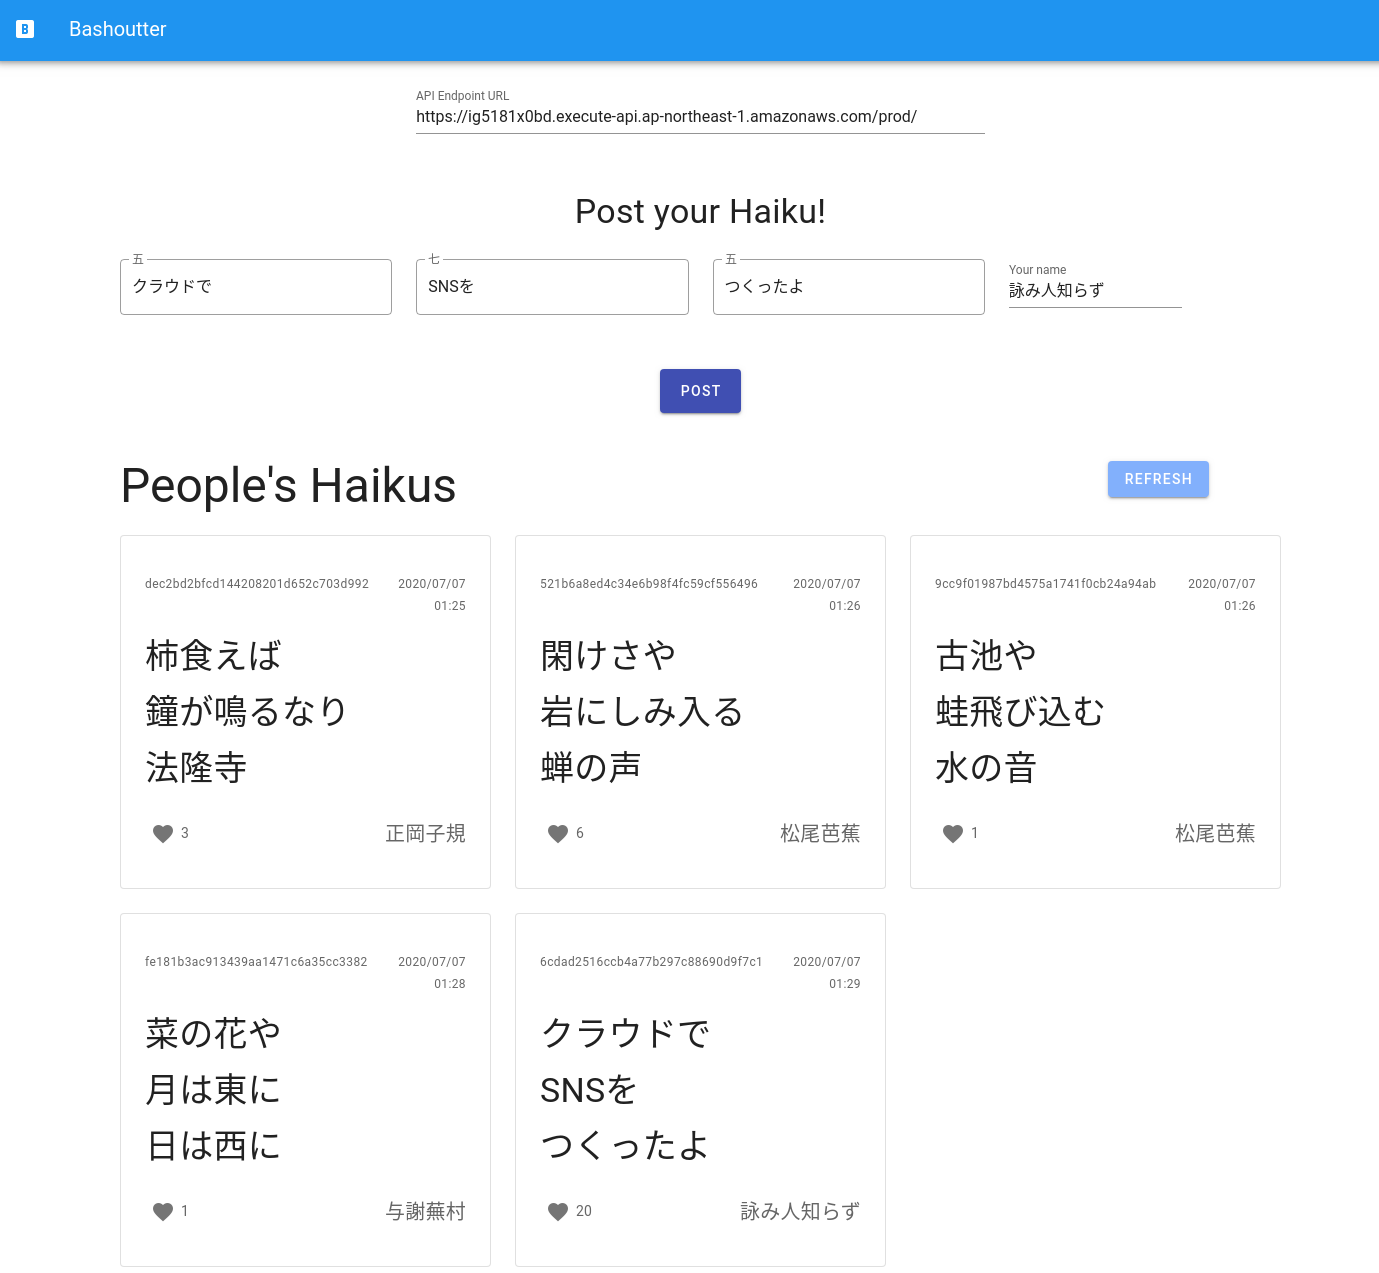 B
Bashoutter
API Endpoint URL
https://ig5181x0bd.execute-api.ap-northeast-1.amazonaws.com/prod/
Post your Haiku!
五
クラウドで
七
SNSを
五
つくったよ
Your name
詠み人知らず
POST
People's Haikus
REFRESH
dec2bd2bfcd144208201d652c703d992
2020/07/07
01:25
柿食えば
鐘が鳴るなり
法隆寺
3
正岡子規
521b6a8ed4c34e6b98f4fc59cf556496
2020/07/07
01:26
閑けさや
岩にしみ入る
蝉の声
6
松尾芭蕉
9cc9f01987bd4575a1741f0cb24a94ab
2020/07/07
01:26
古池や
蛙飛び込む
水の音
1
松尾芭蕉
fe181b3ac913439aa1471c6a35cc3382
2020/07/07
01:28
菜の花や
月は東に
日は西に
1
与謝蕪村
6cdad2516ccb4a77b297c88690d9f7c1
2020/07/07
01:29
クラウドで
SNSを
つくったよ
20
詠み人知らず